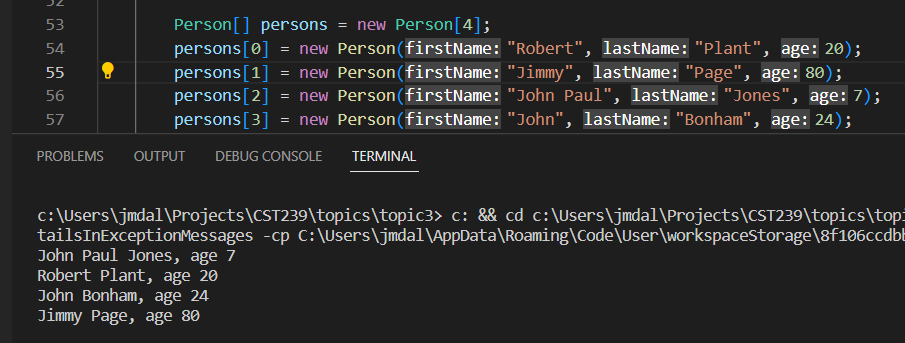 52
53 Person[] persons = new Person[4];
54 persons[0] = new Person(firstName: "Robert", lastName: "Plant", age: 20);
55 persons[1] = new Person(firstName: "Jimmy", lastName: "Page", age: 80);
56 persons[2] = new Person(firstName: "John Paul", lastName: "Jones", age: 7);
57 persons[3] = new Person(firstName: "John", lastName: "Bonham", age: 24);
PROBLEMS OUTPUT DEBUG CONSOLE TERMINAL
c:\Users\jmdal\Projects\CST239\topics\topic3> c: && cd c:\Users\jmdal\Projects\CST239\topics\topi
tailsInExceptionMessages -cp C:\Users\jmdal\AppData\Roaming\Code\User\workspaceStorage\8f106ccdbb
John Paul Jones, age 7
Robert Plant, age 20
John Bonham, age 24
Jimmy Page, age 80